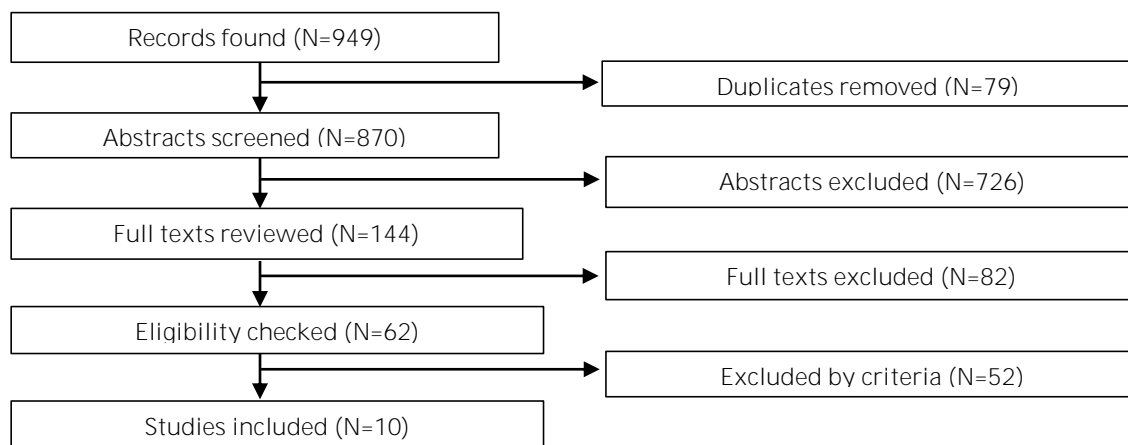 Records found (N=949)
Duplicates removed (N=79)
Abstracts screened (N=870)
Abstracts excluded (N=726)
Full texts reviewed (N=144)
Full texts excluded (N=82)
Eligibility checked (N=62)
Excluded by criteria (N=52)
Studies included (N=10)